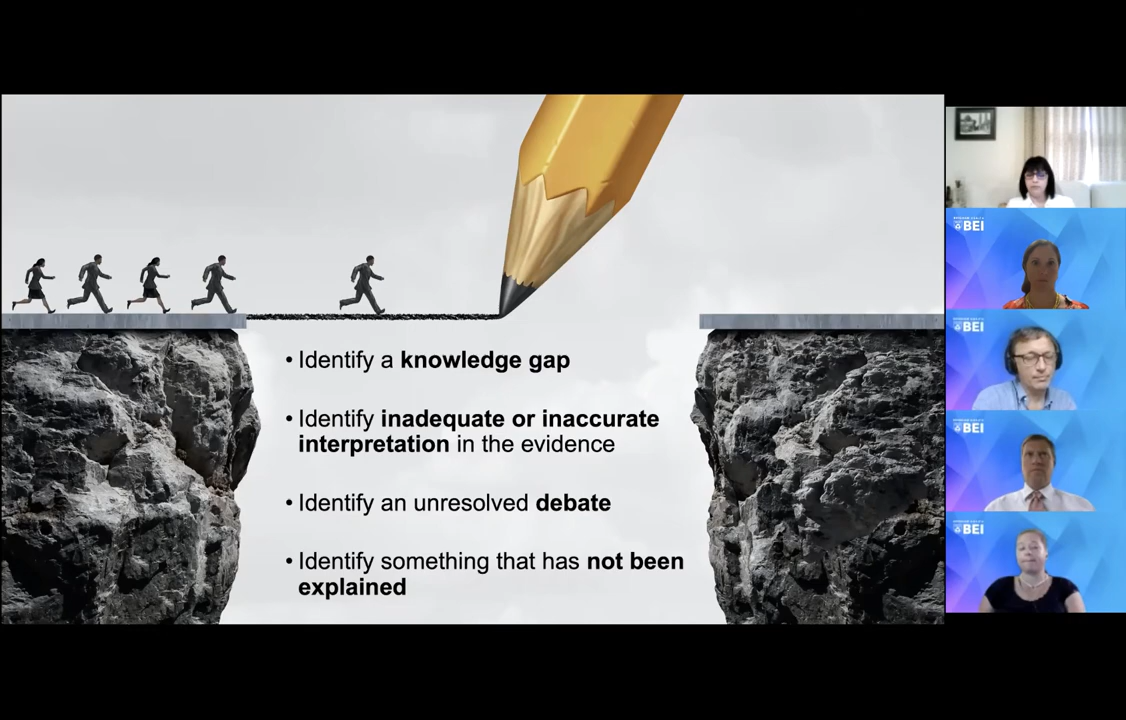 • Identify a knowledge gap
• Identify inadequate or inaccurate
interpretation in the evidence
• Identify an unresolved debate
• Identify something that has not been
explained
BEI
BEI
BEI
BEI